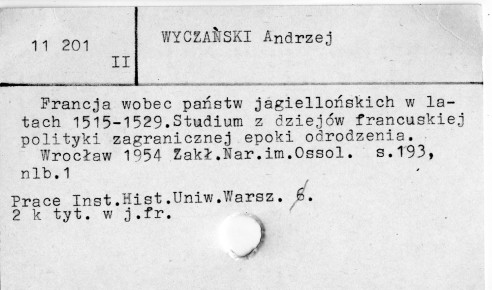 11 201
II
WYCZAŃSKI Andrzej
Francja wobec państw jagiellońskich w la-
tach 1515-1529.Studium z dziejów francuskiej
polityki zagranicznej epoki odrodzenia.
Wrocław 1954 Zakł.Nar.im.Ossol. s.193,
nlb.1
Prace Inst.Hist.Uniw.Warsz. 6.
2 k tyt. w j.fr.